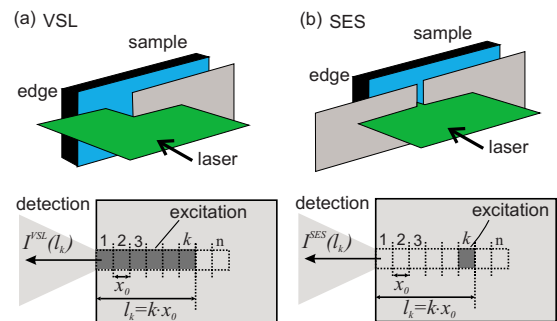 (a) VSL
sample
edge
laser
detection
excitation
I^VSL(l_k)
1 2 3 k n
x_0
l_k=k·x_0
(b) SES
sample
edge
laser
detection
excitation
I^SES(l_k)
1 2 3 k n
x_0
l_k=k·x_0